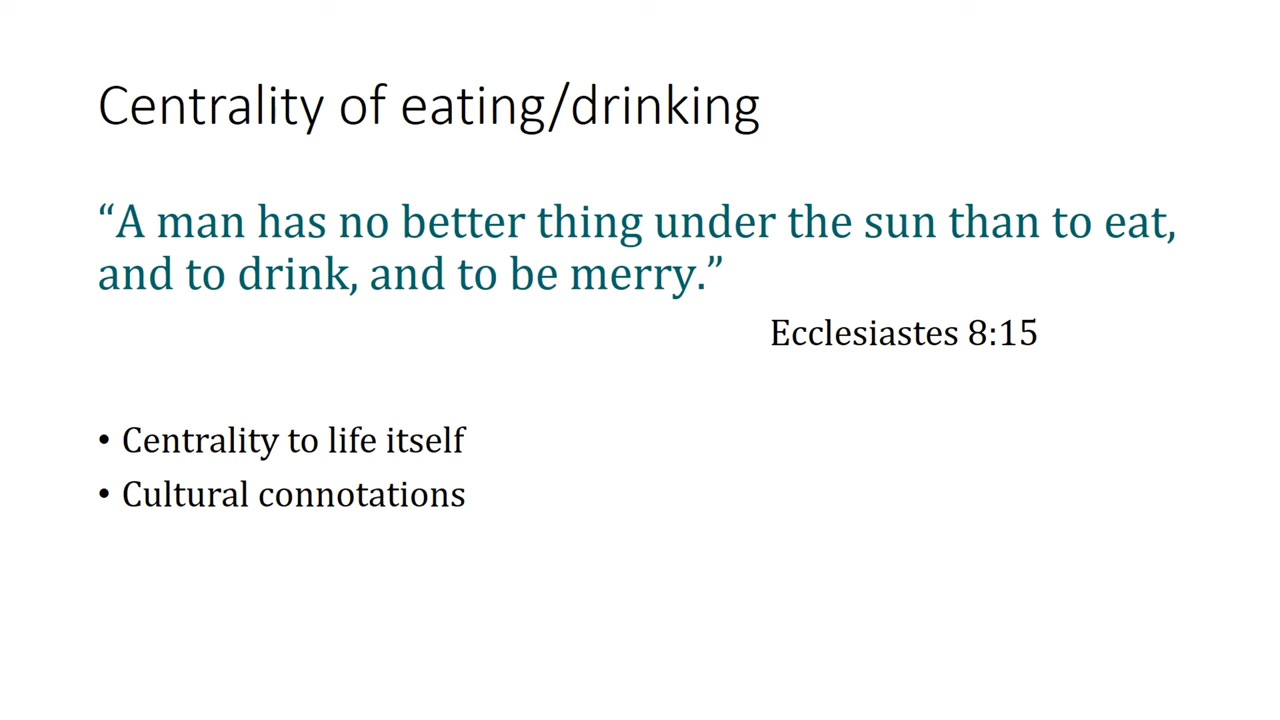 Centrality of eating/drinking
“A man has no better thing under the sun than to eat,
and to drink, and to be merry.”
Ecclesiastes 8:15
• Centrality to life itself
• Cultural connotations